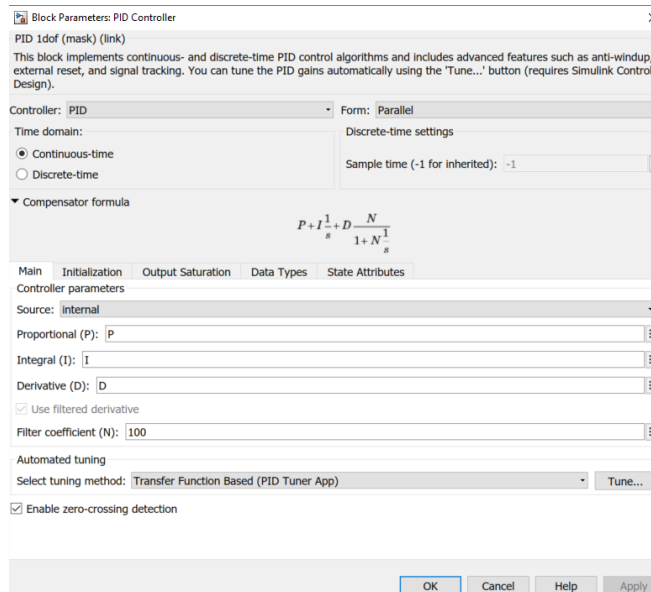 Block Parameters: PID Controller
PID 1dof (mask) (link)
This block implements continuous- and discrete-time PID control algorithms and includes advanced features such as anti-windup,
external reset, and signal tracking. You can tune the PID gains automatically using the 'Tune...' button (requires Simulink Control
Design).
Controller: PID Form: Parallel
Time domain: Discrete-time settings
Continuous-time
Sample time (-1 for inherited): -1
Discrete-time
Compensator formula
P+I\frac{1}{s}+D\frac{N}{1+N\frac{1}{s}}
Main Initialization Output Saturation Data Types State Attributes
Controller parameters
Source: internal
Proportional (P): P
Integral (I): I
Derivative (D): D
Use filtered derivative
Filter coefficient (N): 100
Automated tuning
Select tuning method: Transfer Function Based (PID Tuner App) Tune...
Enable zero-crossing detection
OK Cancel Help Apply